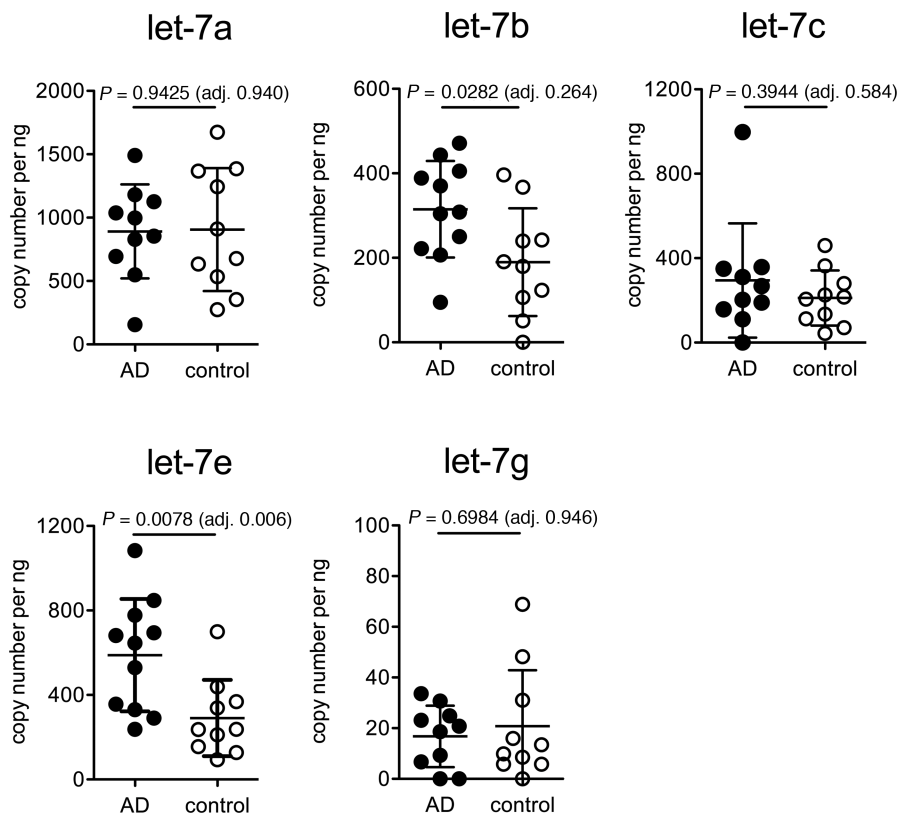 let-7a
let-7b
let-7c
P = 0.9425 (adj. 0.940)
P = 0.0282 (adj. 0.264)
P = 0.3944 (adj. 0.584)
copy number per ng
2000
1500
1000
500
0
AD
control
copy number per ng
600
400
200
0
AD
control
copy number per ng
1200
800
400
0
AD
control
let-7e
let-7g
P = 0.0078 (adj. 0.006)
P = 0.6984 (adj. 0.946)
copy number per ng
1200
800
400
0
AD
control
copy number per ng
100
80
60
40
20
0
AD
control